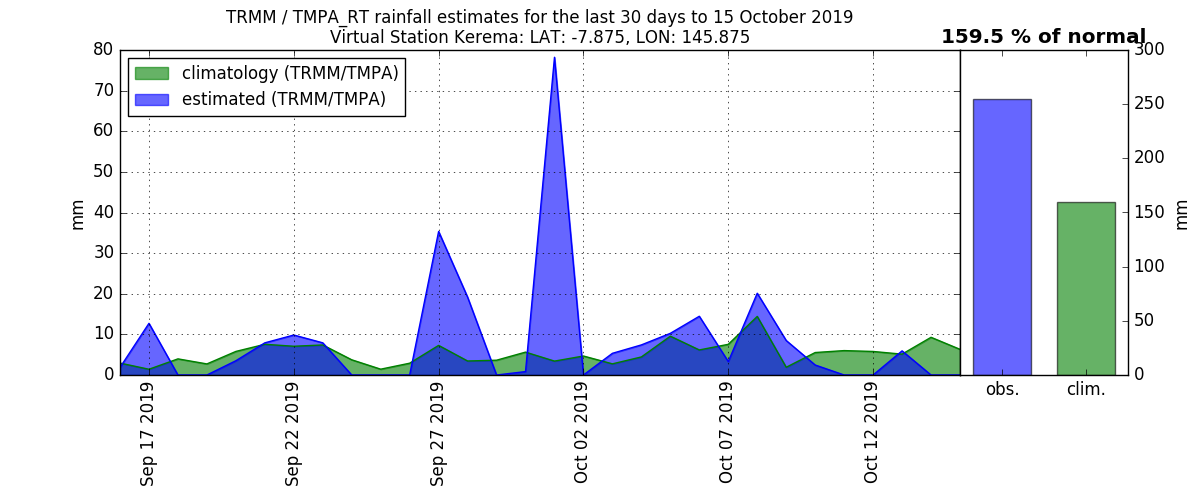 TRMM / TMPA_RT rainfall estimates for the last 30 days to 15 October 2019
Virtual Station Kerema: LAT: -7.875, LON: 145.875
159.5 % of normal
climatology (TRMM/TMPA)
estimated (TRMM/TMPA)
mm
80
70
60
50
40
30
20
10
0
Sep 17 2019
Sep 22 2019
Sep 27 2019
Oct 02 2019
Oct 07 2019
Oct 12 2019
300
250
200
150
100
50
0
mm
obs.
clim.